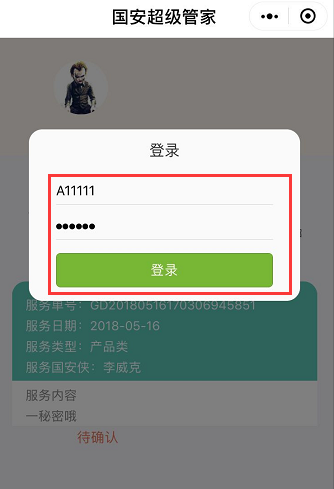 国安超级管家
登录
A11111
••••••
登录
服务单号：GD20180516170306945851
服务日期：2018-05-16
服务类型：产品类
服务国安侠：李威克
服务内容
一秘密哦
待确认